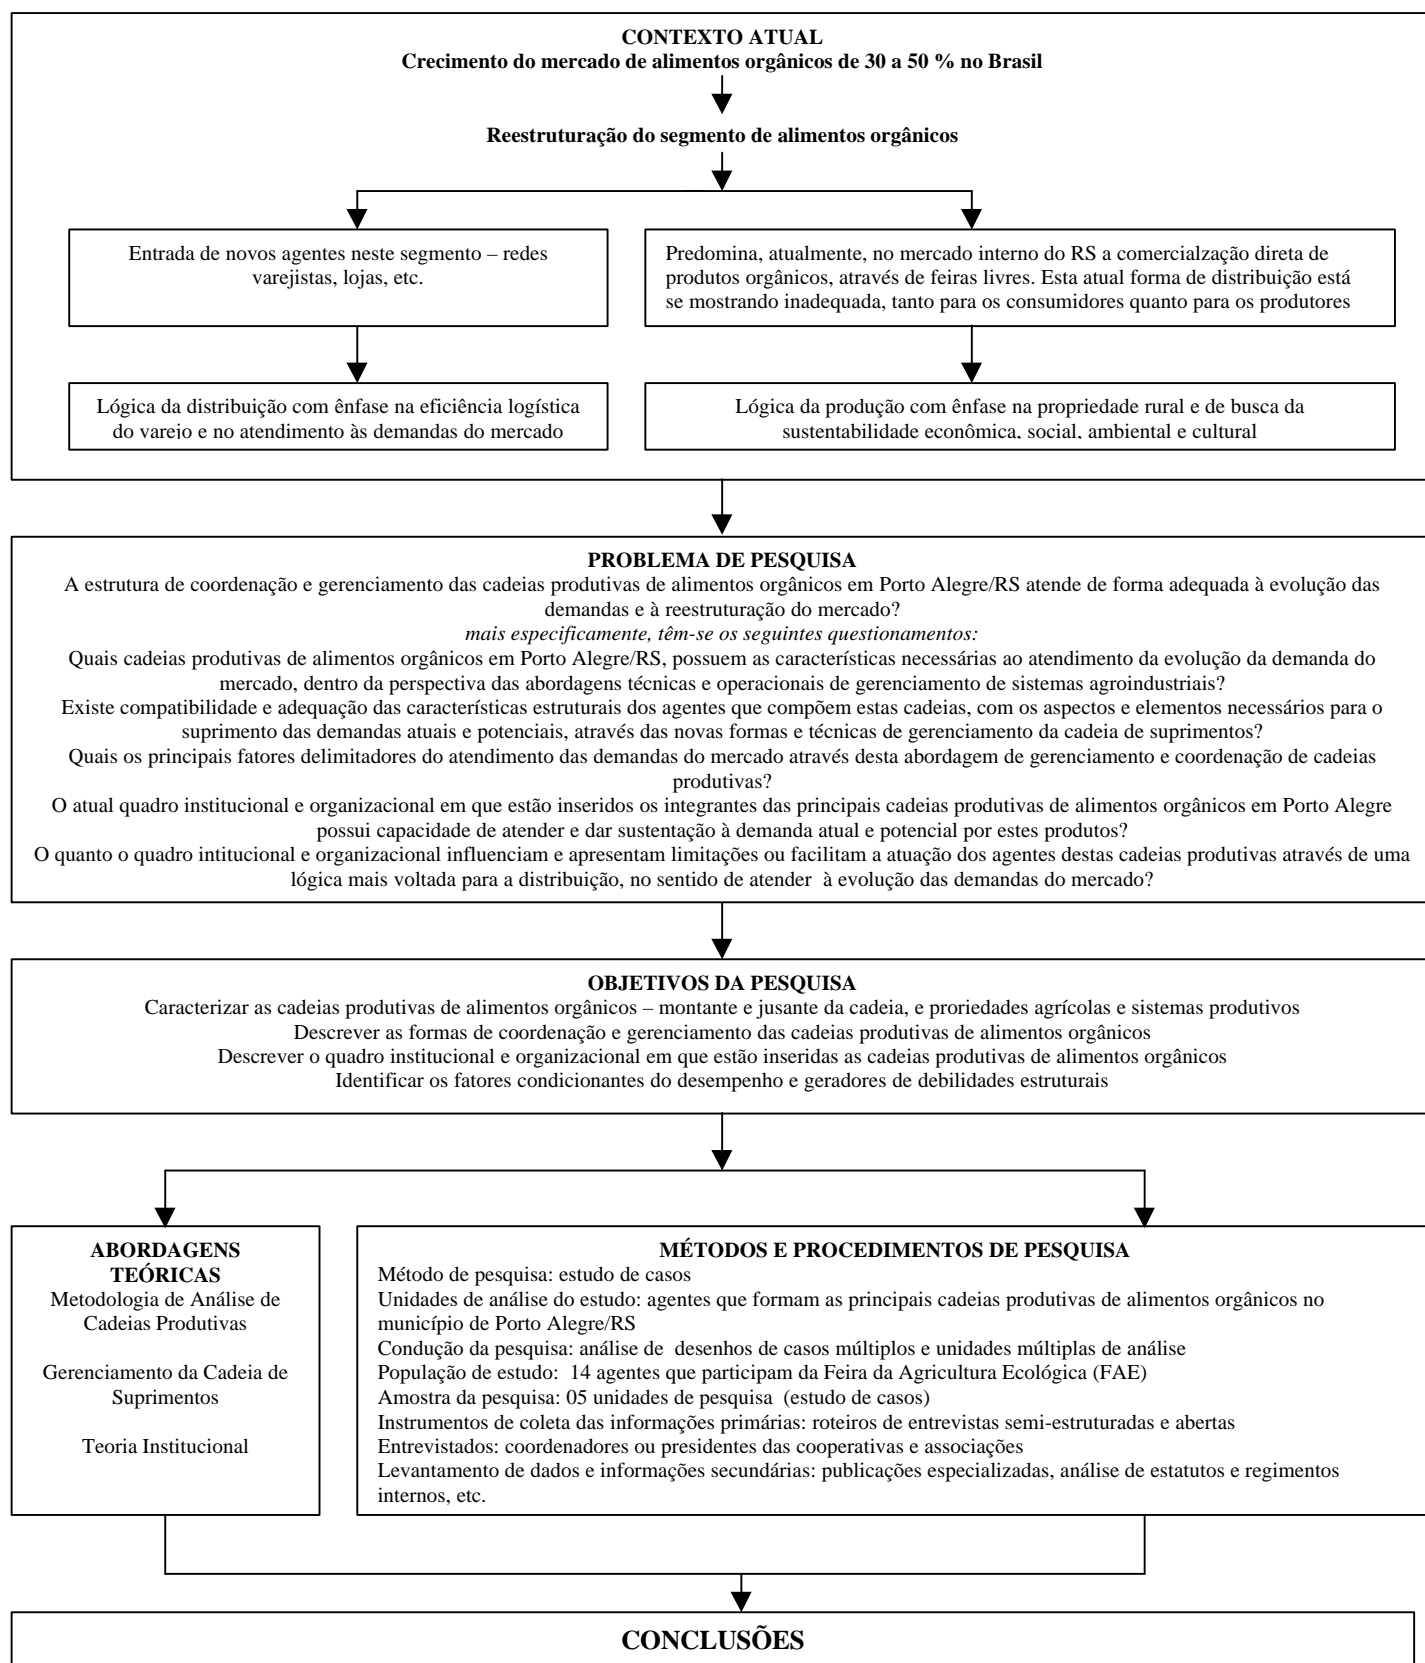 CONTEXTO ATUAL
Crecimento do mercado de alimentos orgânicos de 30 a 50 % no Brasil
Reestruturação do segmento de alimentos orgânicos
Entrada de novos agentes neste segmento – redes
varejistas, lojas, etc.
Predomina, atualmente, no mercado interno do RS a comercialzação direta de
produtos orgânicos, através de feiras livres. Esta atual forma de distribuição está
se mostrando inadequada, tanto para os consumidores quanto para os produtores
Lógica da distribuição com ênfase na eficiência logística
do varejo e no atendimento às demandas do mercado
Lógica da produção com ênfase na propriedade rural e de busca da
sustentabilidade econômica, social, ambiental e cultural
PROBLEMA DE PESQUISA
A estrutura de coordenação e gerenciamento das cadeias produtivas de alimentos orgânicos em Porto Alegre/RS atende de forma adequada à evolução das
demandas e à reestruturação do mercado?
mais especificamente, têm-se os seguintes questionamentos:
Quais cadeias produtivas de alimentos orgânicos em Porto Alegre/RS, possuem as características necessárias ao atendimento da evolução da demanda do
mercado, dentro da perspectiva das abordagens técnicas e operacionais de gerenciamento de sistemas agroindustriais?
Existe compatibilidade e adequação das características estruturais dos agentes que compõem estas cadeias, com os aspectos e elementos necessários para o
suprimento das demandas atuais e potenciais, através das novas formas e técnicas de gerenciamento da cadeia de suprimentos?
Quais os principais fatores delimitadores do atendimento das demandas do mercado através desta abordagem de gerenciamento e coordenação de cadeias
produtivas?
O atual quadro institucional e organizacional em que estão inseridos os integrantes das principais cadeias produtivas de alimentos orgânicos em Porto Alegre
possui capacidade de atender e dar sustentação à demanda atual e potencial por estes produtos?
O quanto o quadro intitucional e organizacional influenciam e apresentam limitações ou facilitam a atuação dos agentes destas cadeias produtivas através de uma
lógica mais voltada para a distribuição, no sentido de atender à evolução das demandas do mercado?
OBJETIVOS DA PESQUISA
Caracterizar as cadeias produtivas de alimentos orgânicos – montante e jusante da cadeia, e proriedades agrícolas e sistemas produtivos
Descrever as formas de coordenação e gerenciamento das cadeias produtivas de alimentos orgânicos
Descrever o quadro institucional e organizacional em que estão inseridas as cadeias produtivas de alimentos orgânicos
Identificar os fatores condicionantes do desempenho e geradores de debilidades estruturais
ABORDAGENS
TEÓRICAS
Metodologia de Análise de
Cadeias Produtivas
Gerenciamento da Cadeia de
Suprimentos
Teoria Institucional
MÉTODOS E PROCEDIMENTOS DE PESQUISA
Método de pesquisa: estudo de casos
Unidades de análise do estudo: agentes que formam as principais cadeias produtivas de alimentos orgânicos no
município de Porto Alegre/RS
Condução da pesquisa: análise de desenhos de casos múltiplos e unidades múltiplas de análise
População de estudo: 14 agentes que participam da Feira da Agricultura Ecológica (FAE)
Amostra da pesquisa: 05 unidades de pesquisa (estudo de casos)
Instrumentos de coleta das informações primárias: roteiros de entrevistas semi-estruturadas e abertas
Entrevistados: coordenadores ou presidentes das cooperativas e associações
Levantamento de dados e informações secundárias: publicações especializadas, análise de estatutos e regimentos
internos, etc.
CONCLUSÕES